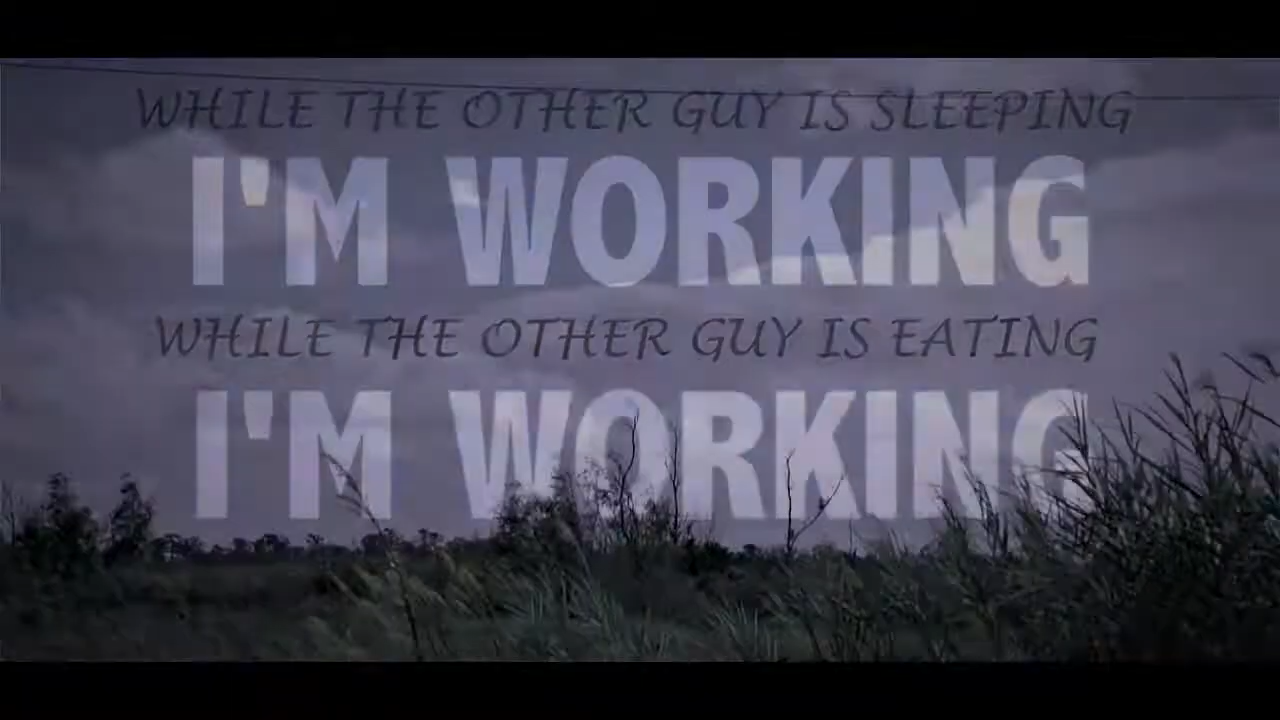 WHILE THE OTHER GUY IS SLEEPING
I'M WORKING
WHILE THE OTHER GUY IS EATING
I'M WORKING